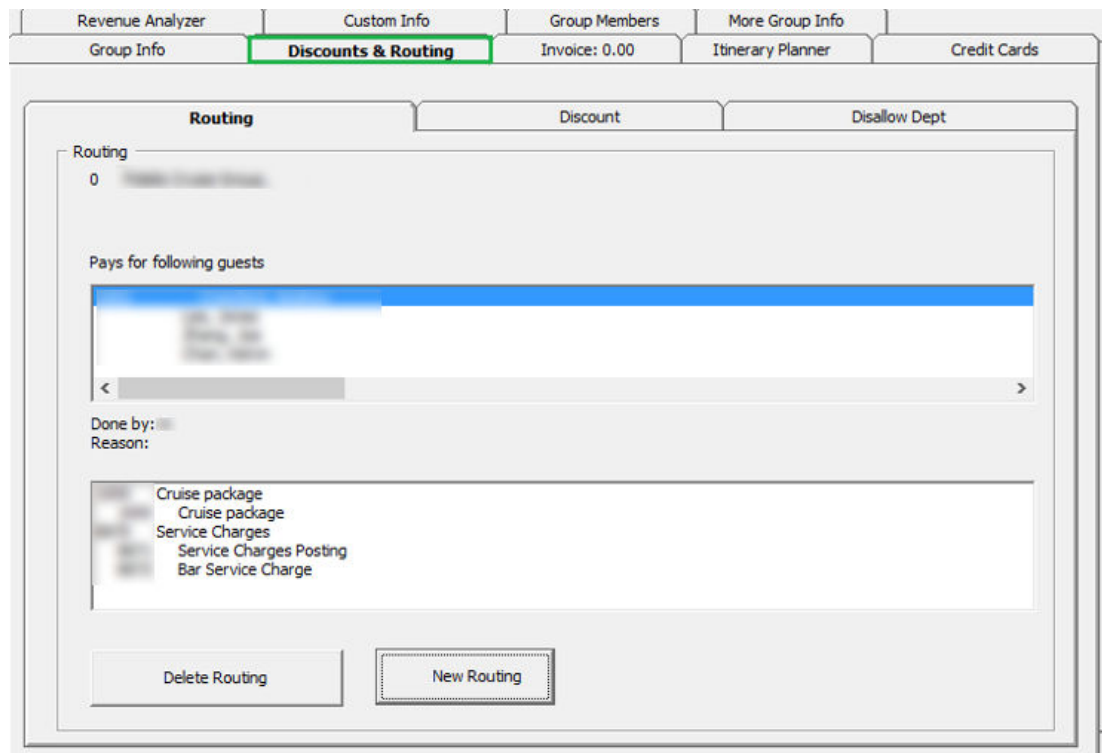 Revenue Analyzer Custom Info Group Members More Group Info
Group Info Discounts & Routing Invoice: 0.00 Itinerary Planner Credit Cards
Routing Discount Disallow Dept
Routing
0
Pays for following guests
Done by:
Reason:
Cruise package
Cruise package
Service Charges
Service Charges Posting
Bar Service Charge
Delete Routing New Routing